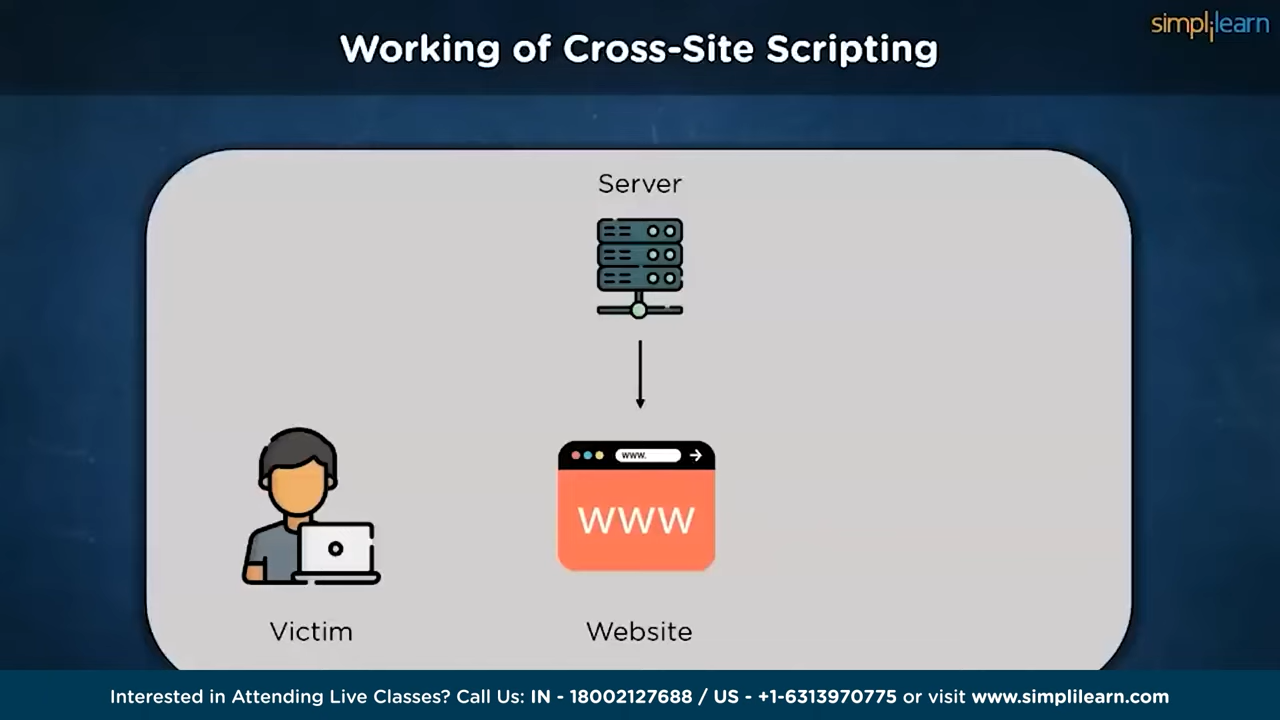 simplilearn
Working of Cross-Site Scripting
Server
www.
WWW
Victim
Website
Interested in Attending Live Classes? Call Us: IN - 18002127688 / US - +1-6313970775 or visit www.simplilearn.com